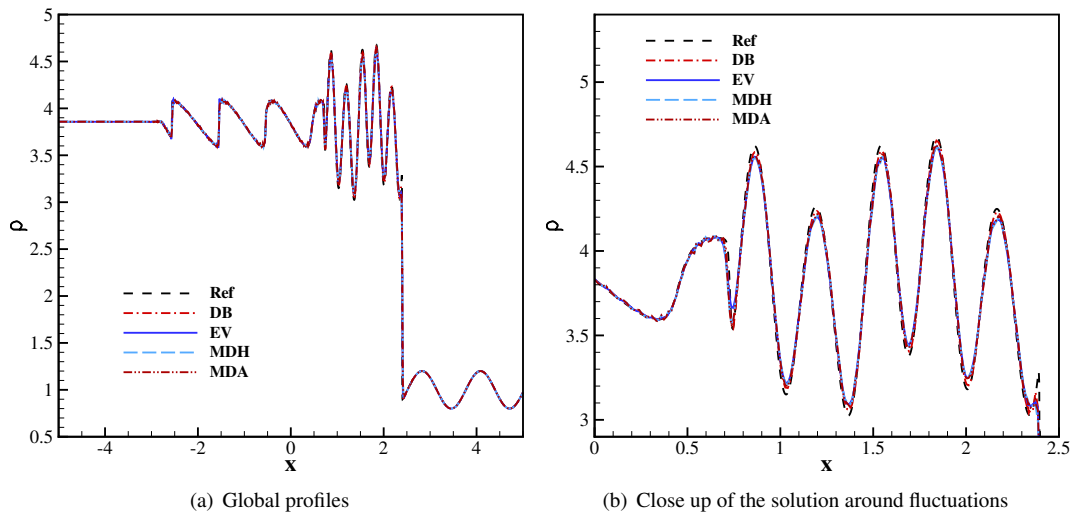 5
4.5
4
3.5
3
2.5
2
1.5
1
0.5
-4 -2 0 2 4
ρ
x
Ref
DB
EV
MDH
MDA
(a) Global profiles
5
4.5
4
3.5
3
0 0.5 1 1.5 2 2.5
ρ
x
Ref
DB
EV
MDH
MDA
(b) Close up of the solution around fluctuations